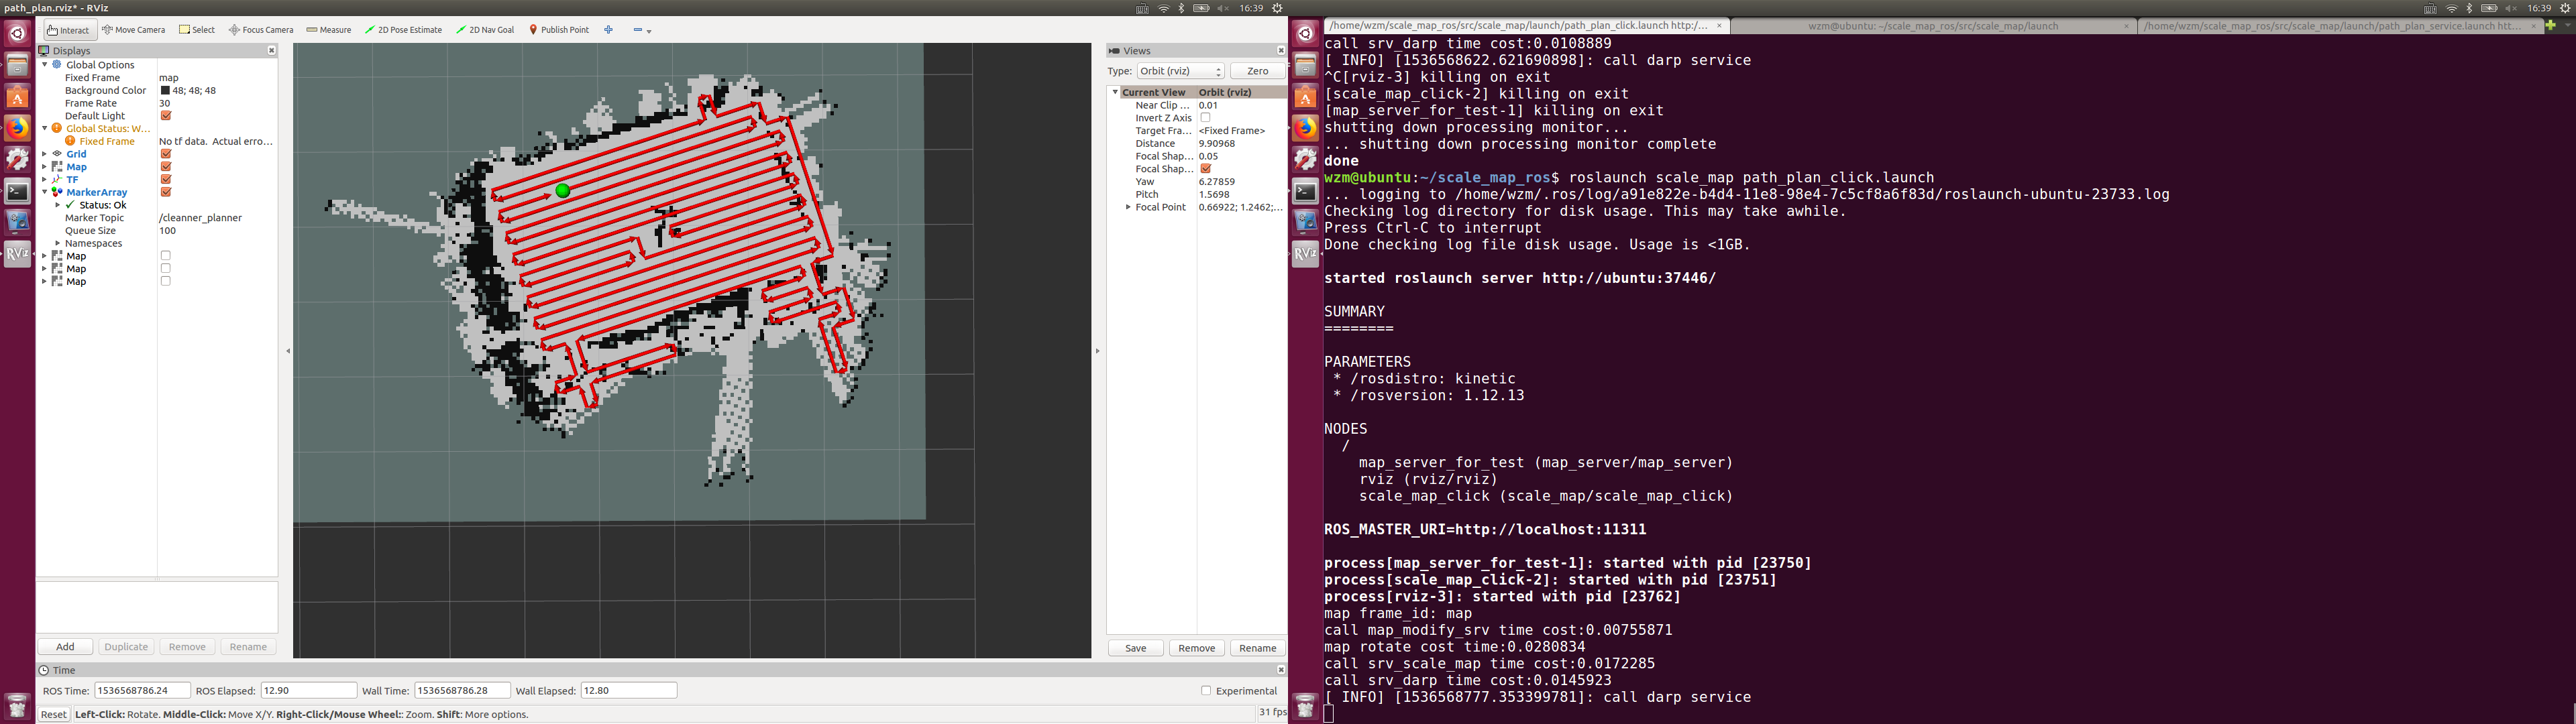 path_plan.rviz* - RViz
16:39
Interact Move Camera Select Focus Camera Measure 2D Pose Estimate 2D Nav Goal Publish Point
Displays
Global Options
Fixed Frame map
Background Color 48; 48; 48
Frame Rate 30
Default Light
Global Status: W...
Fixed Frame No tf data. Actual erro...
Grid
Map
TF
MarkerArray
Status: Ok
Marker Topic /cleanner_planner
Queue Size 100
Namespaces
Map
Map
Map
Add Duplicate Remove Rename
Views
Type: Orbit (rviz) Zero
Current View Orbit (rviz)
Near Clip ... 0.01
Invert Z Axis
Target Fra... <Fixed Frame>
Distance 9.90968
Focal Shap... 0.05
Focal Shap...
Yaw 6.27859
Pitch 1.5698
Focal Point 0.66922; 1.2462;...
Save Remove Rename
Time
ROS Time: 1536568786.24 ROS Elapsed: 12.90 Wall Time: 1536568786.28 Wall Elapsed: 12.80 Experimental
Reset Left-Click: Rotate. Middle-Click: Move X/Y. Right-Click/Mouse Wheel:: Zoom. Shift: More options. 31 fps
RViz
16:39
/home/wzm/scale_map_ros/src/scale_map/launch/path_plan_click.launch http:/... wzm@ubuntu: ~/scale_map_ros/src/scale_map/launch /home/wzm/scale_map_ros/src/scale_map/launch/path_plan_service.launch htt...
RViz
call srv_darp time cost:0.0108889
[ INFO] [1536568622.621690898]: call darp service
^C[rviz-3] killing on exit
[scale_map_click-2] killing on exit
[map_server_for_test-1] killing on exit
shutting down processing monitor...
... shutting down processing monitor complete
done
wzm@ubuntu:~/scale_map_ros$ roslaunch scale_map path_plan_click.launch
... logging to /home/wzm/.ros/log/a91e822e-b4d4-11e8-98e4-7c5cf8a6f83d/roslaunch-ubuntu-23733.log
Checking log directory for disk usage. This may take awhile.
Press Ctrl-C to interrupt
Done checking log file disk usage. Usage is <1GB.
started roslaunch server http://ubuntu:37446/
SUMMARY
========
PARAMETERS
* /rosdistro: kinetic
* /rosversion: 1.12.13
NODES
/
map_server_for_test (map_server/map_server)
rviz (rviz/rviz)
scale_map_click (scale_map/scale_map_click)
ROS_MASTER_URI=http://localhost:11311
process[map_server_for_test-1]: started with pid [23750]
process[scale_map_click-2]: started with pid [23751]
process[rviz-3]: started with pid [23762]
map frame_id: map
call map_modify_srv time cost:0.00755871
map rotate cost time:0.0280834
call srv_scale_map time cost:0.0172285
call srv_darp time cost:0.0145923
[ INFO] [1536568777.353399781]: call darp service